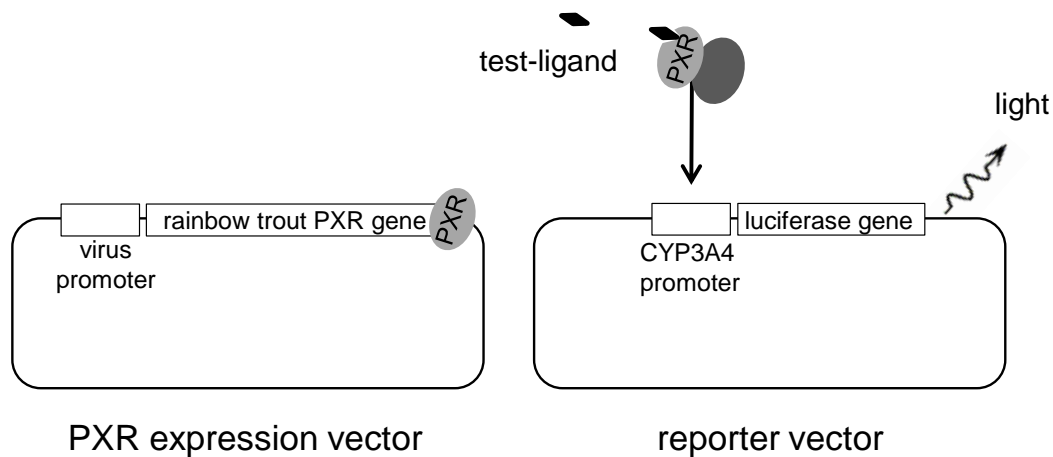 test-ligand
PXR
light
rainbow trout PXR gene
PXR
virus
promoter
luciferase gene
CYP3A4
promoter
PXR expression vector
reporter vector